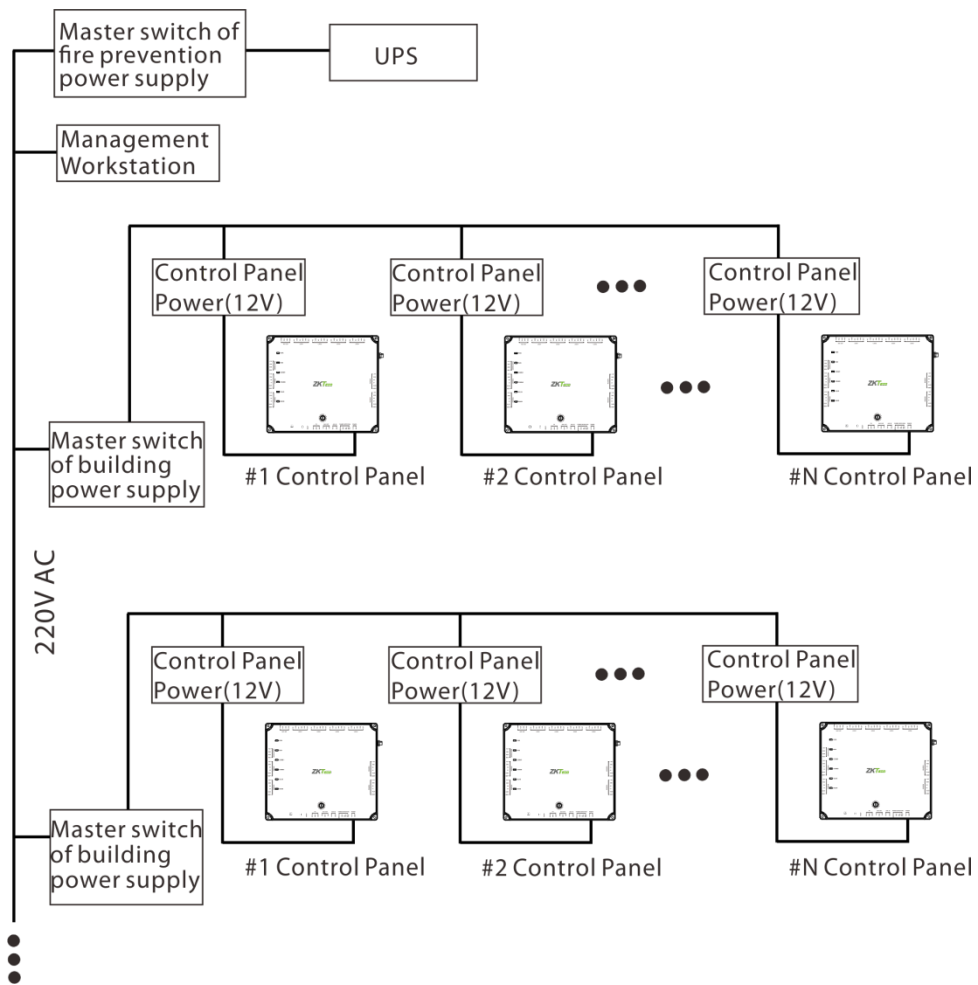 Master switch of
fire prevention
power supply
UPS
Management
Workstation
Control Panel
Power(12V)
Control Panel
Power(12V)
Control Panel
Power(12V)
Master switch
of building
power supply
#1 Control Panel
#2 Control Panel
#N Control Panel
220V AC
Control Panel
Power(12V)
Control Panel
Power(12V)
Control Panel
Power(12V)
Master switch
of building
power supply
#1 Control Panel
#2 Control Panel
#N Control Panel